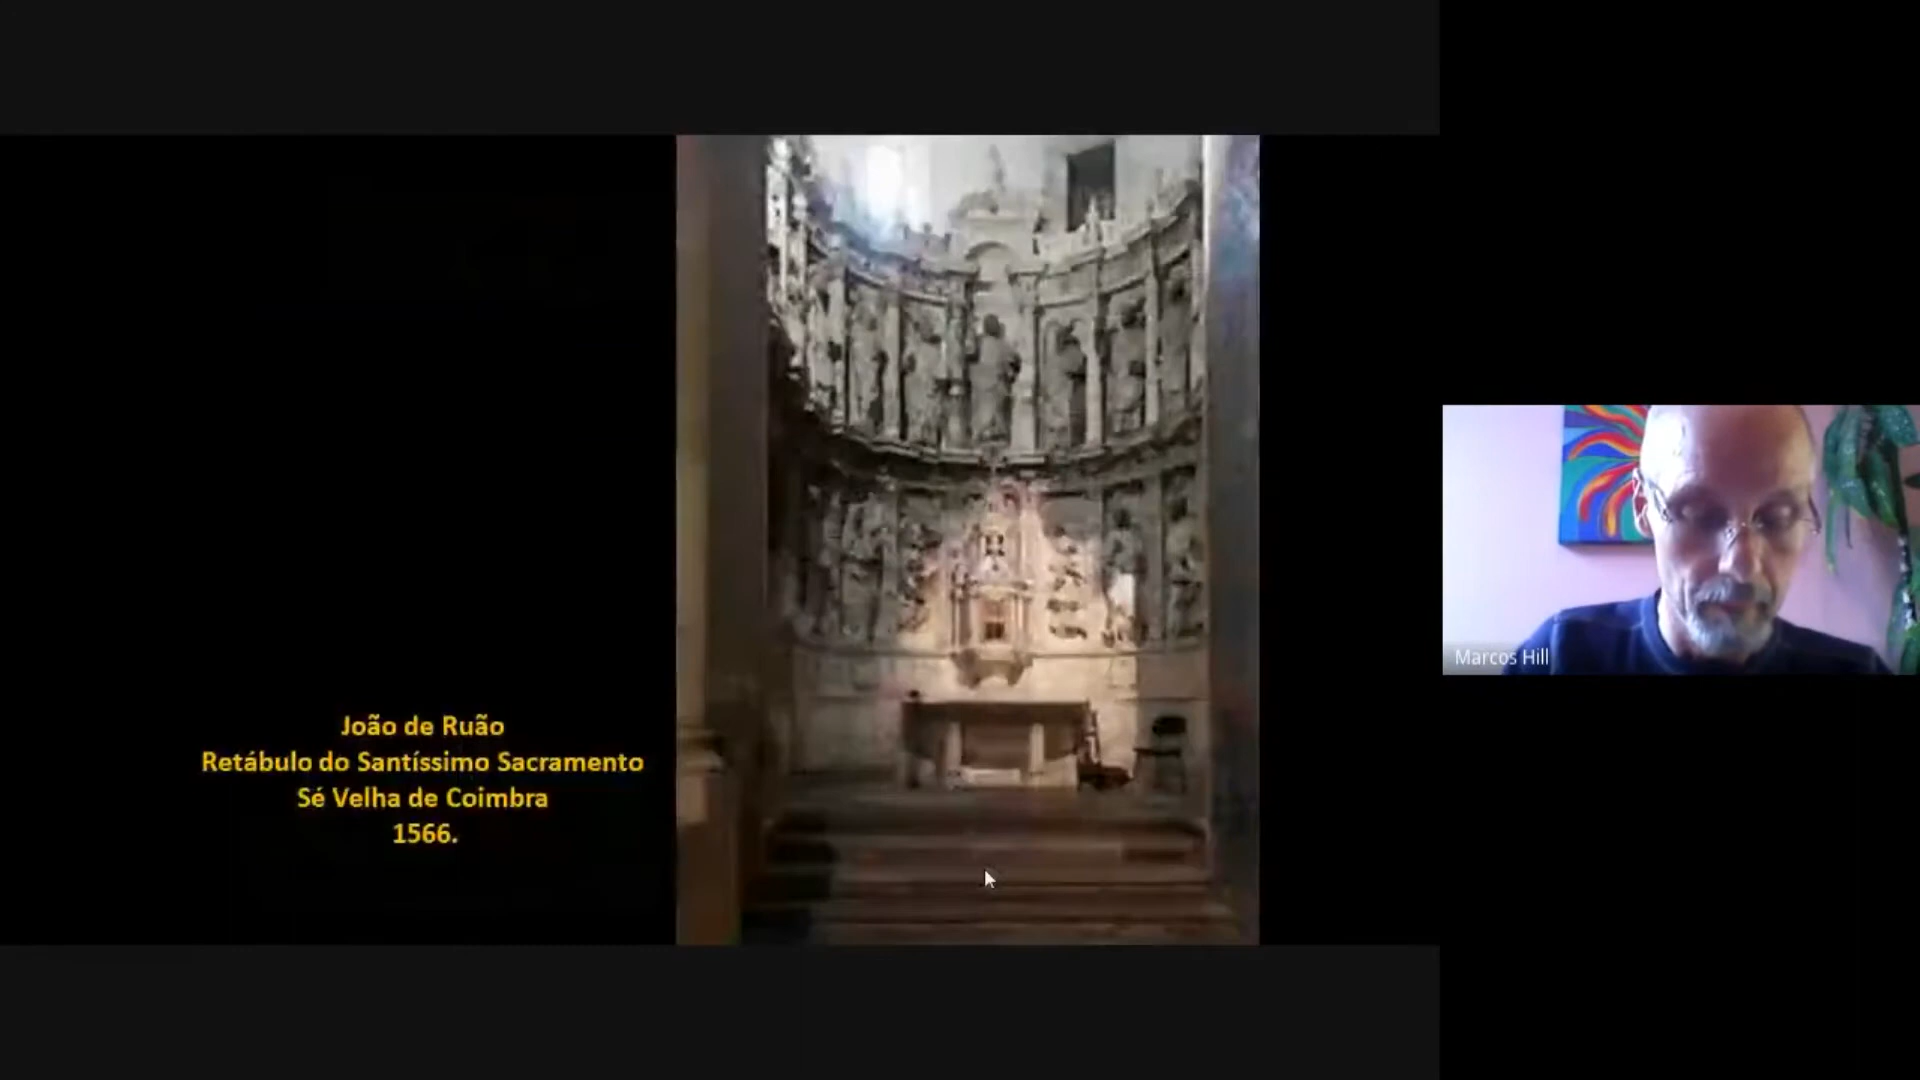 João de Ruão
Retábulo do Santíssimo Sacramento
Sé Velha de Coimbra
1566.
Marcos Hill